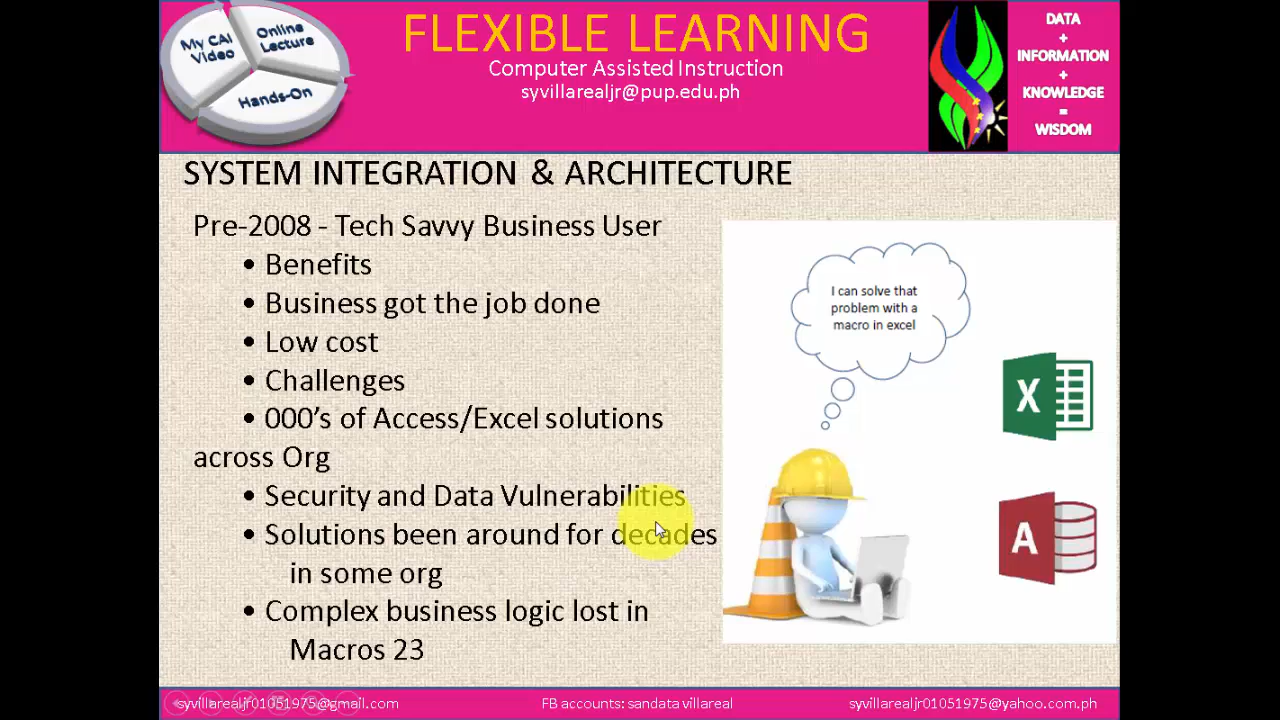 My CAI
Video
Online
Lecture
Hands-On
FLEXIBLE LEARNING
Computer Assisted Instruction
syvillarealjr@pup.edu.ph
DATA
+
INFORMATION
+
KNOWLEDGE
=
WISDOM
SYSTEM INTEGRATION & ARCHITECTURE
Pre-2008 - Tech Savvy Business User
• Benefits
• Business got the job done
• Low cost
• Challenges
• 000’s of Access/Excel solutions
across Org
• Security and Data Vulnerabilities
• Solutions been around for decades
in some org
• Complex business logic lost in
Macros 23
I can solve that
problem with a
macro in excel
X
A
syvillarealjr01051975@gmail.com
FB accounts: sandata villareal
syvillarealjr01051975@yahoo.com.ph